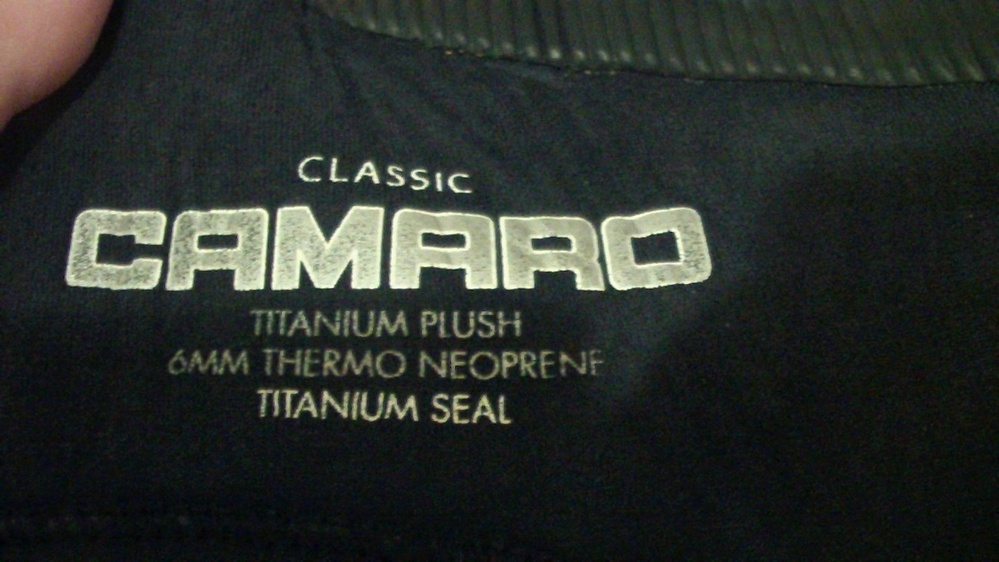 CLASSIC
CAMARO
TITANIUM PLUSH
6MM THERMO NEOPRENE
TITANIUM SEAL